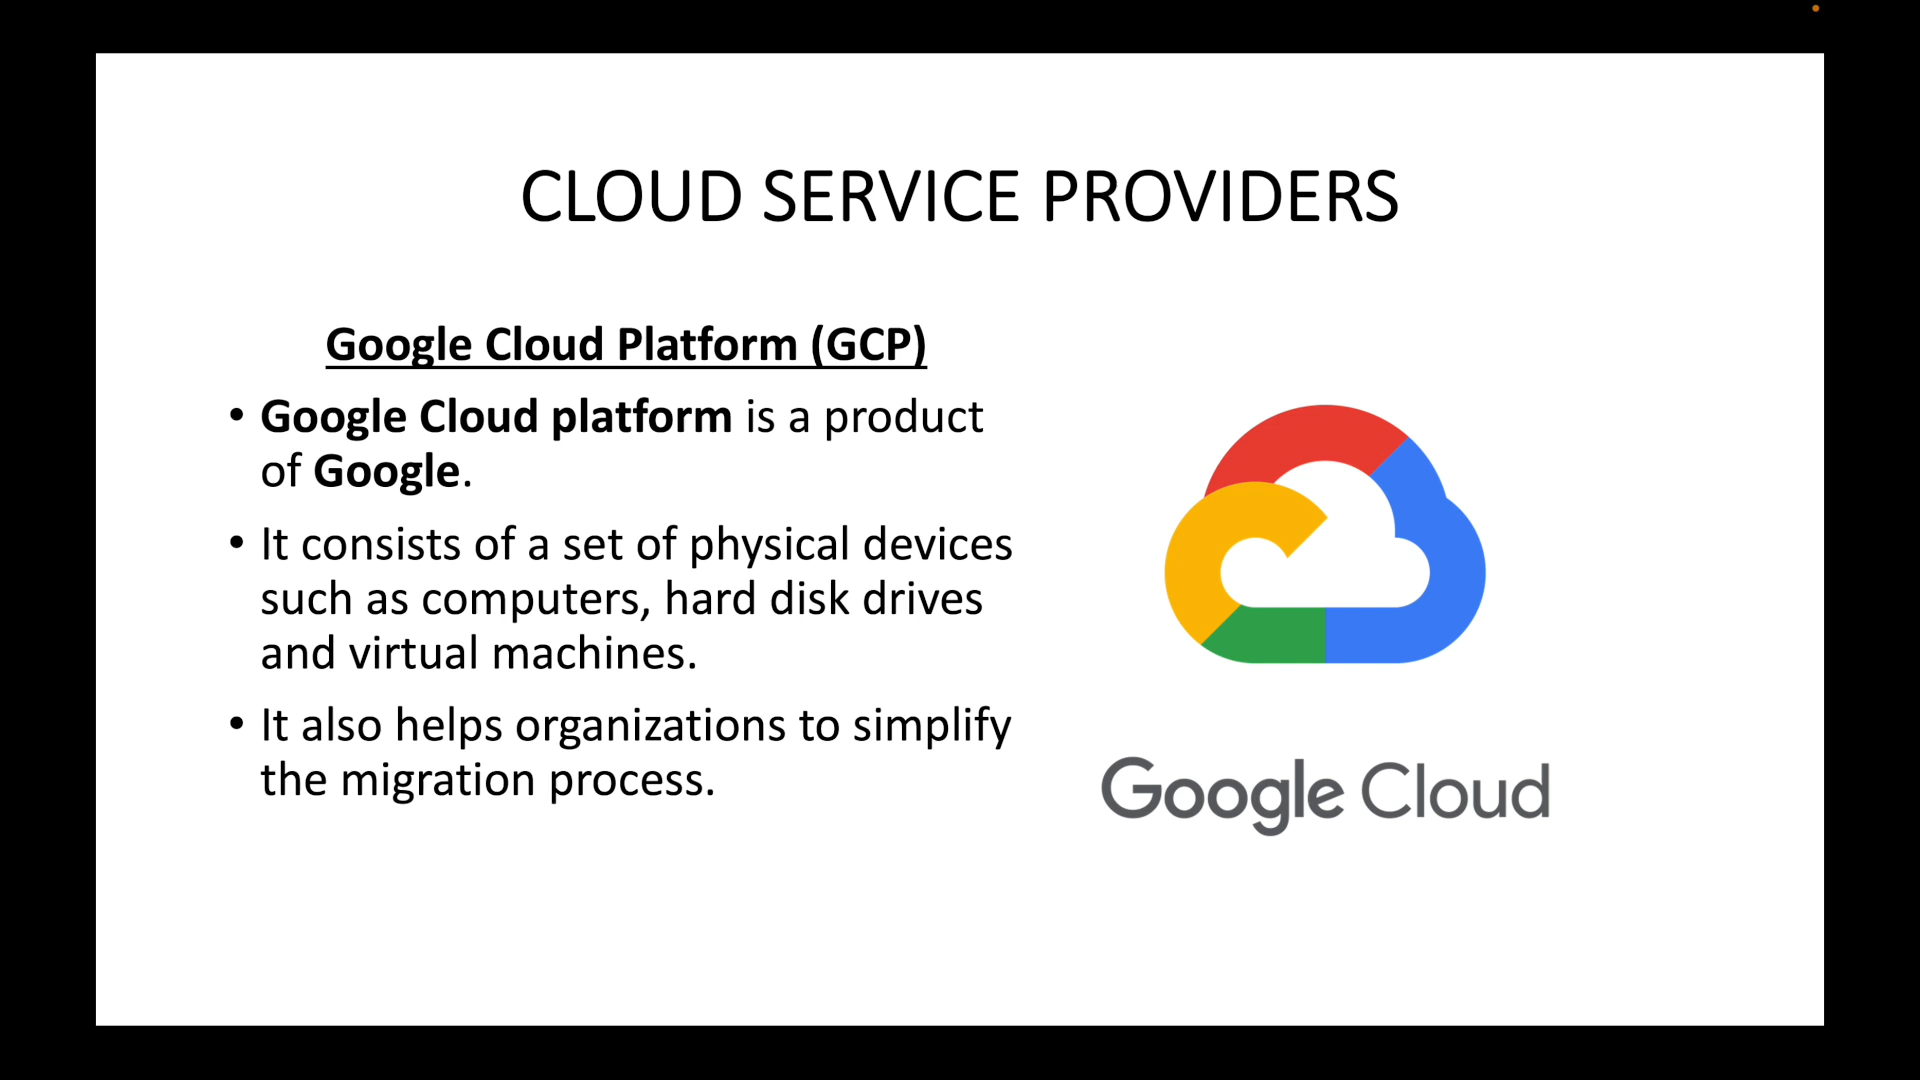 CLOUD SERVICE PROVIDERS
Google Cloud Platform (GCP)
• Google Cloud platform is a product
of Google.
• It consists of a set of physical devices
such as computers, hard disk drives
and virtual machines.
• It also helps organizations to simplify
the migration process.
Google Cloud